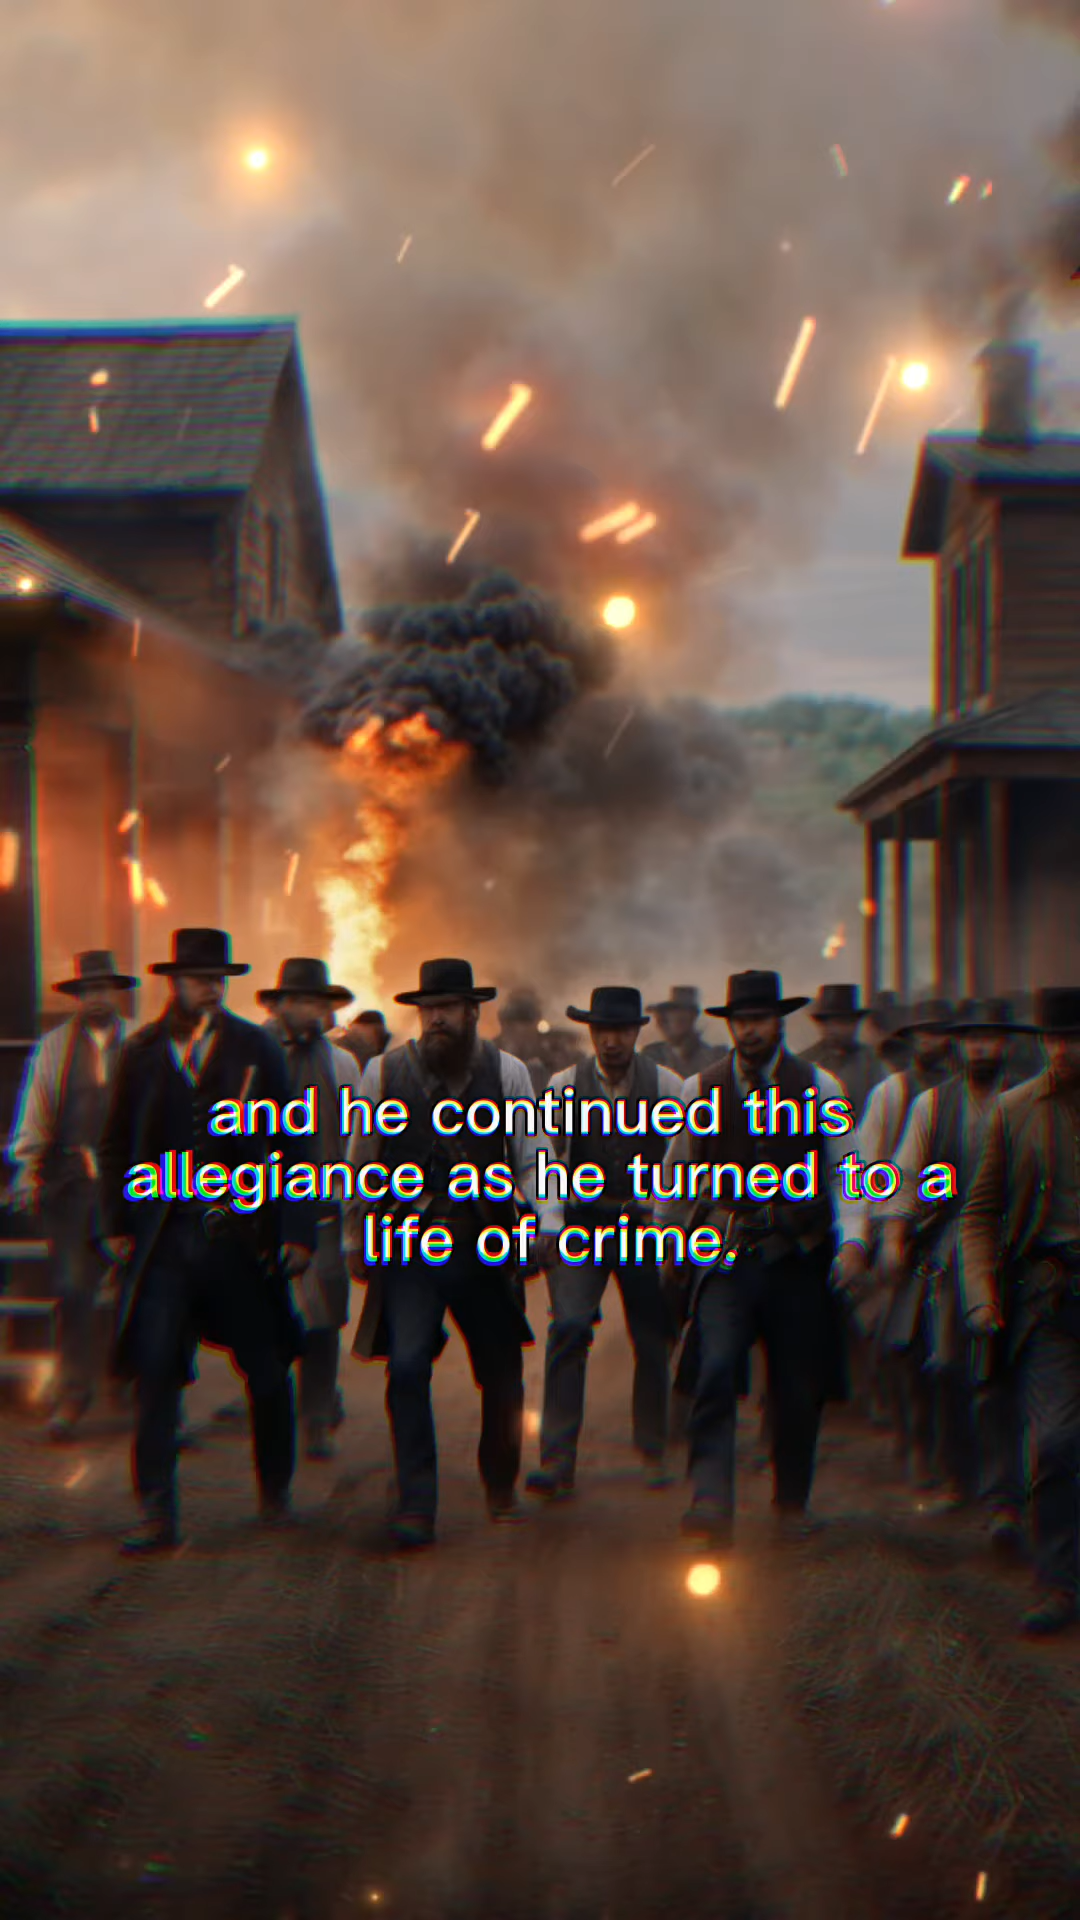 and he continued this
allegiance as he turned to a
life of crime.